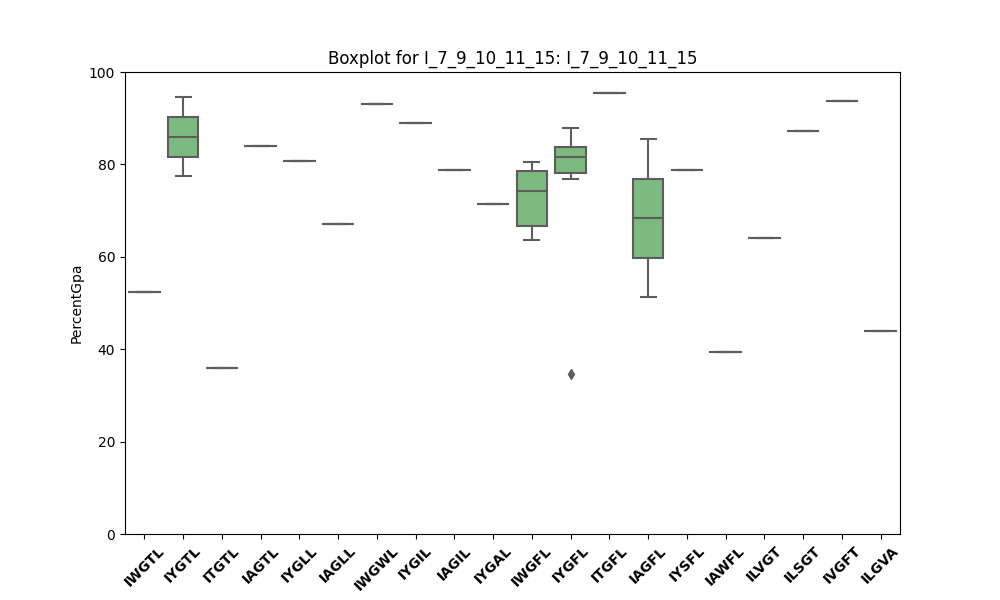 Boxplot for I_7_9_10_11_15: I_7_9_10_11_15
100
80
60
40
20
0
PercentGpa
IWGTL IYGTL ITGTL IAGTL IYGLL IAGLL IWGWL IYGIL IAGIL IYGAL IWGFL IYGFL ITGFL IAGFL IYSFL IAWFL ILVGT ILSGT IVGFT ILGVA